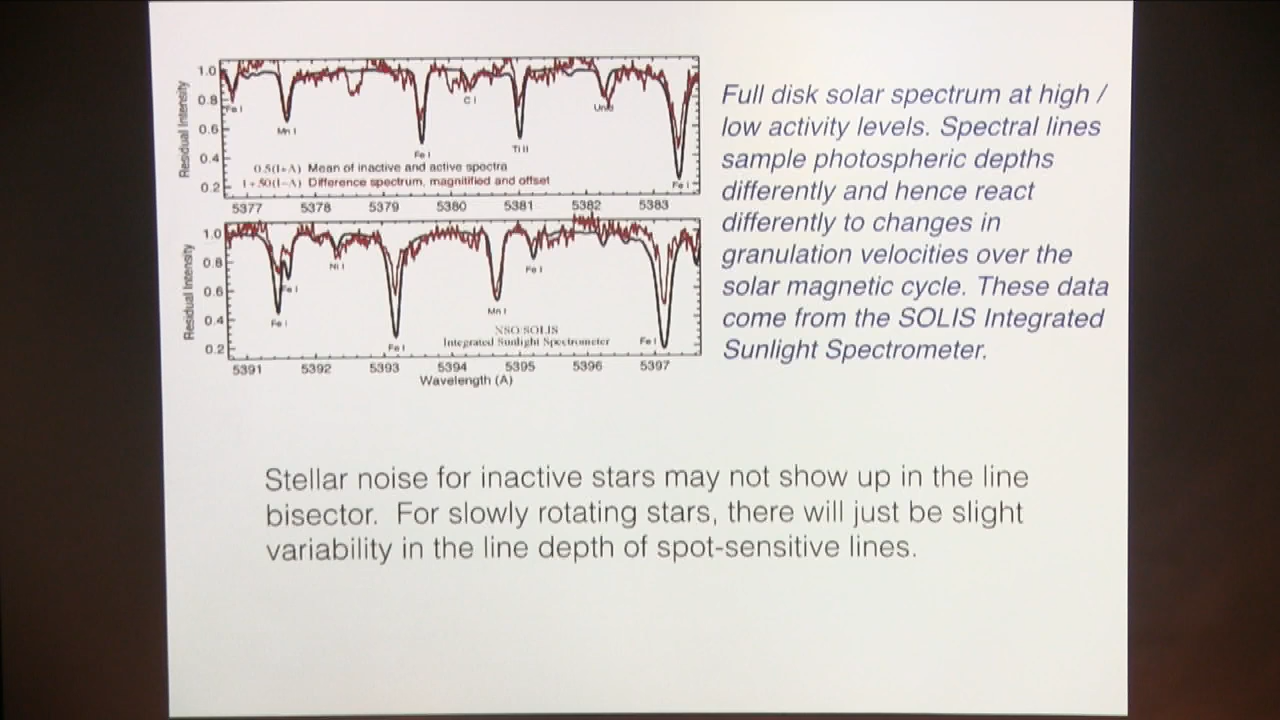 Full disk solar spectrum at high /
low activity levels. Spectral lines
sample photospheric depths
differently and hence react
differently to changes in
granulation velocities over the
solar magnetic cycle. These data
come from the SOLIS Integrated
Sunlight Spectrometer.
Residual Intensity
1.0
0.8
0.6
0.4
0.2
Fe I
Mn I
Fe I
C I
Ti II
Fe I
0.5(I+A) Mean of inactive and active spectra
1+50(I-A) Difference spectrum, magnitified and offset
5377 5378 5379 5380 5381 5382 5383
Residual Intensity
1.0
0.8
0.6
0.4
0.2
Fe I
Fe I
Ni I
Fe I
Mn I
Fe I
Fe I
NSO/SOLIS
Integrated Sunlight Spectrometer
5391 5392 5393 5394 5395 5396 5397
Wavelength (A)
Stellar noise for inactive stars may not show up in the line
bisector. For slowly rotating stars, there will just be slight
variability in the line depth of spot-sensitive lines.